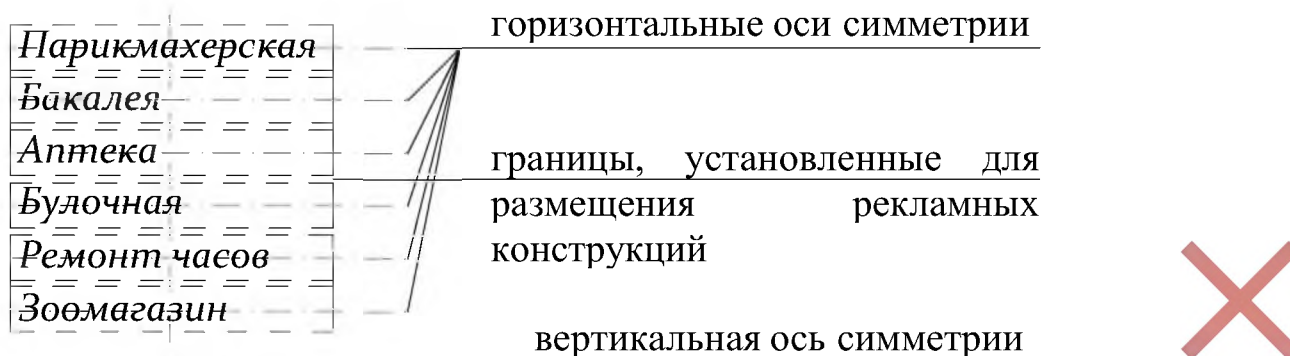 горизонтальные оси симметрии
Парикмахерская
Бакалея
Аптека
границы, установленные для
Булочная
размещения рекламных
Ремонт часов
конструкций
Зоомагазин
вертикальная ось симметрии